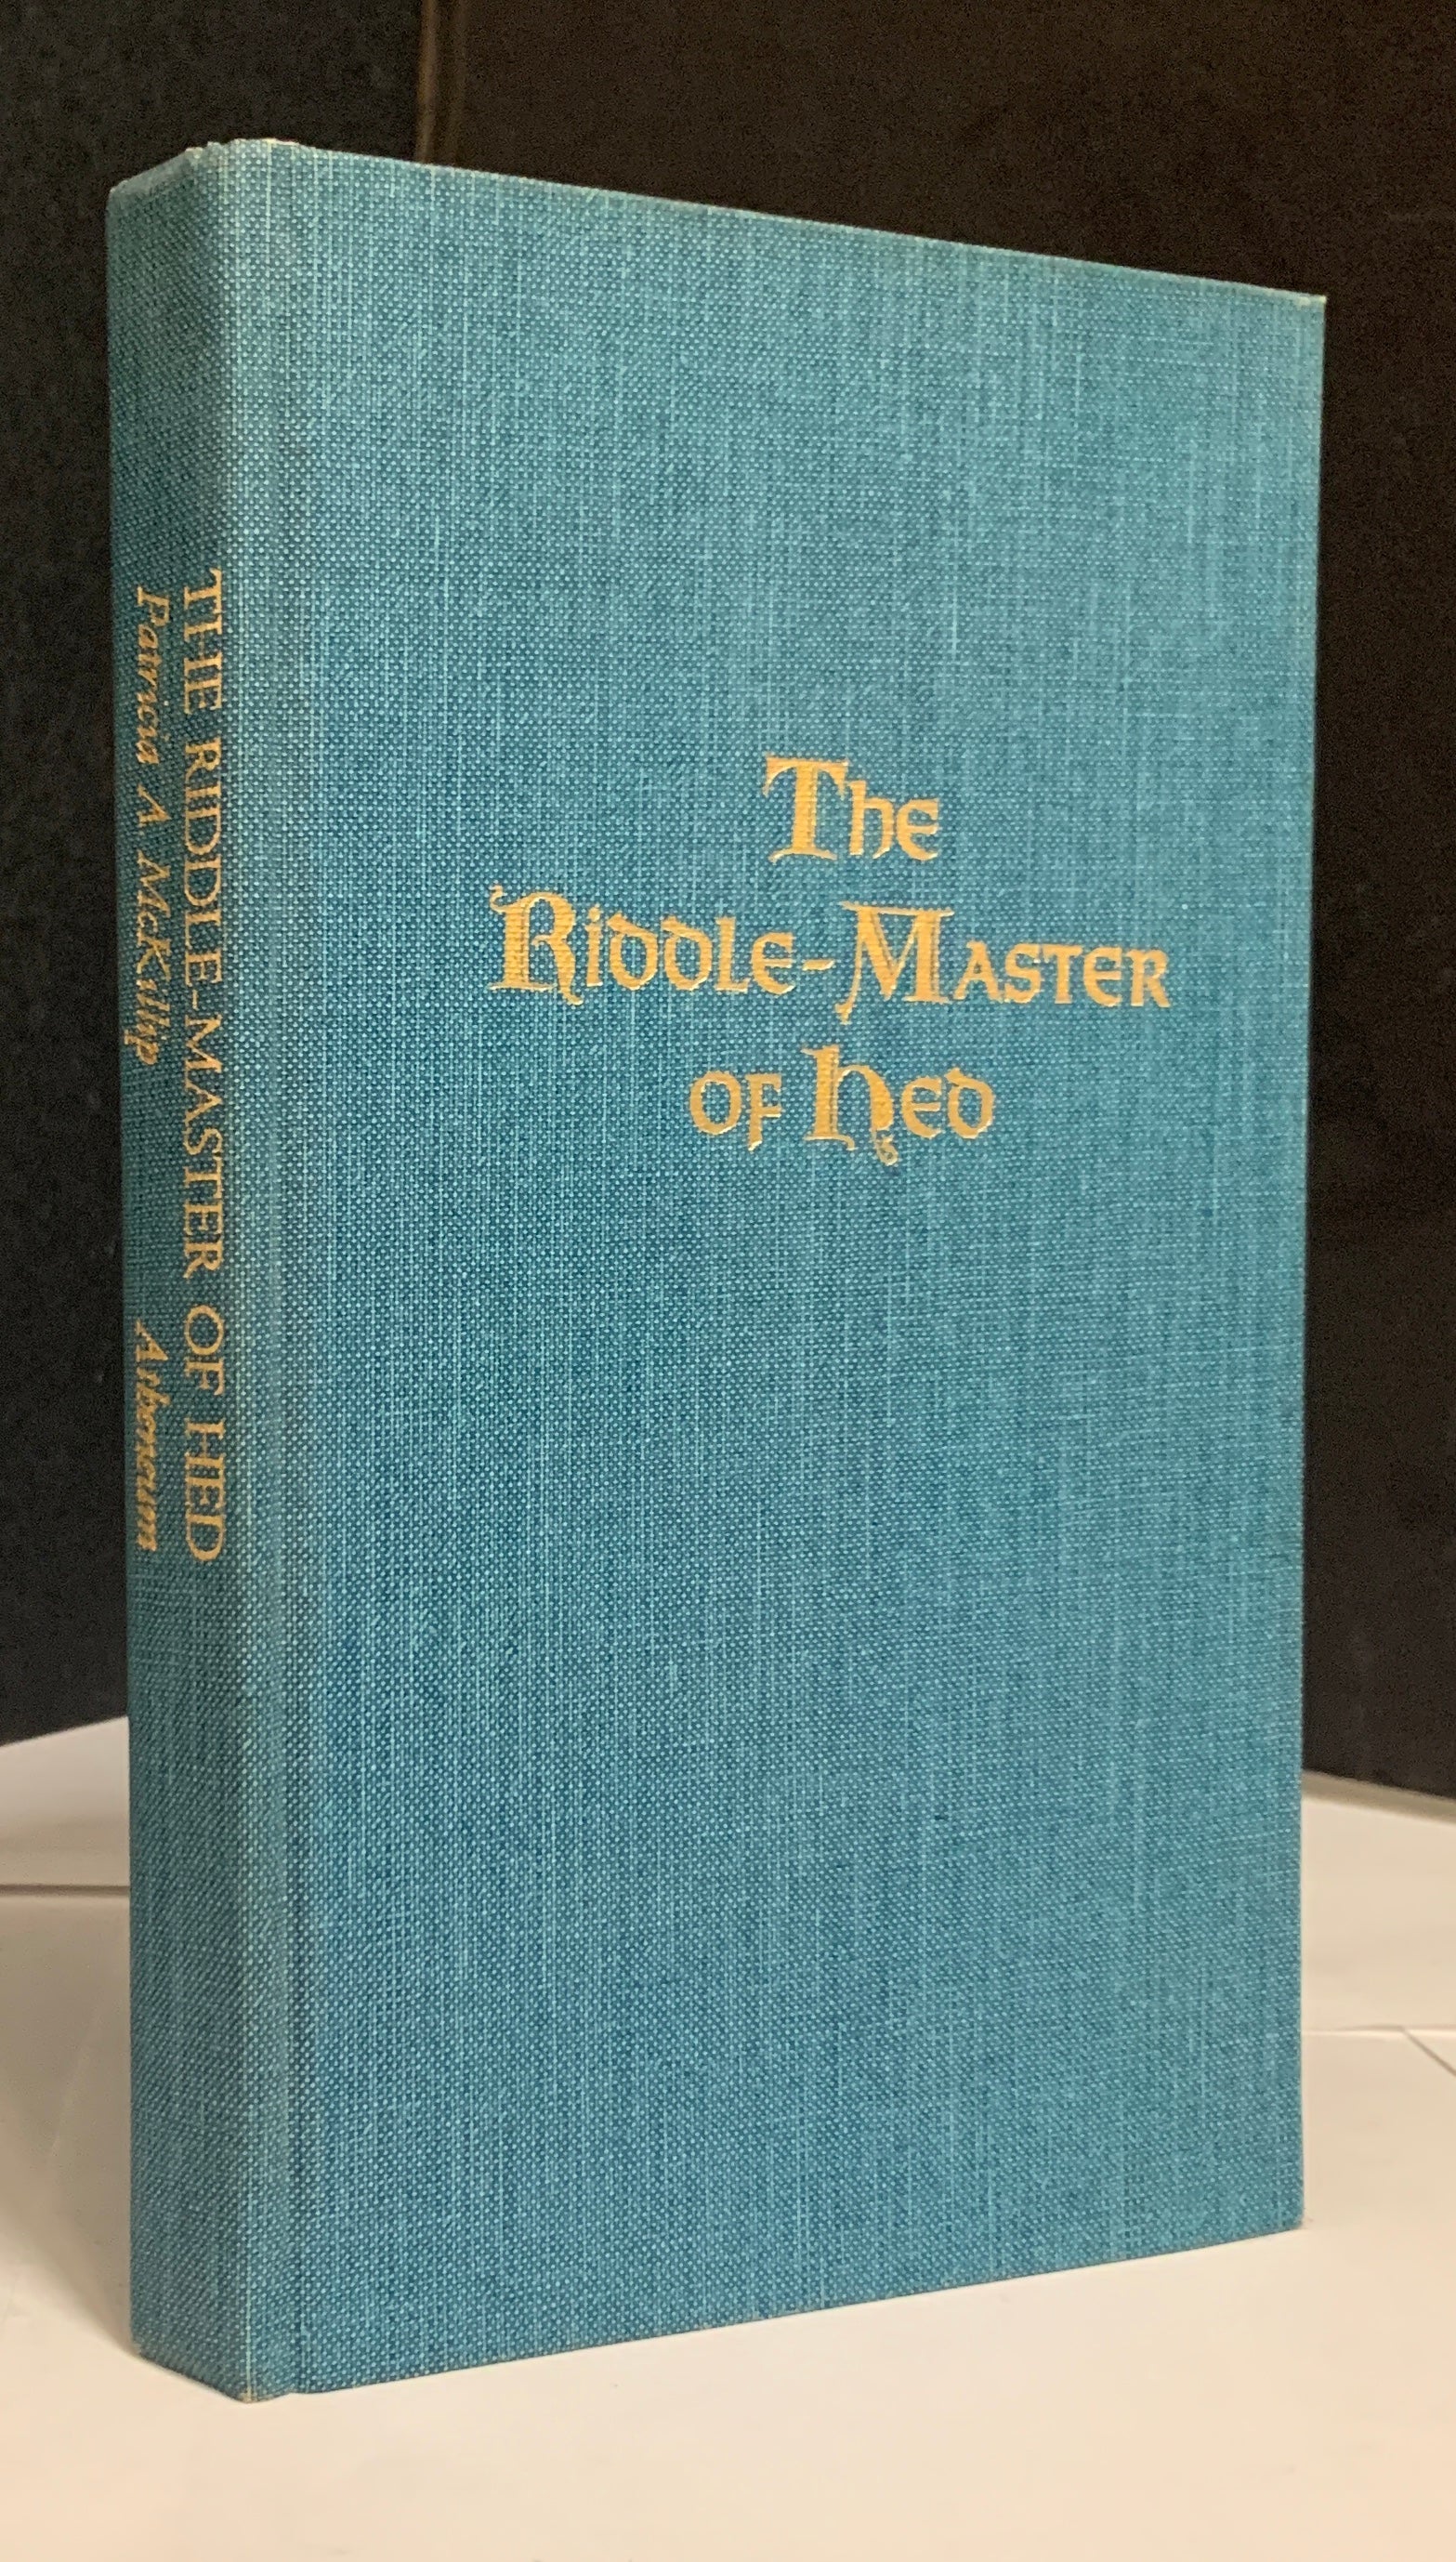 The
Riddle-Master
of Hed
THE RIDDLE-MASTER OF HED
Patricia A. McKillip Atheneum